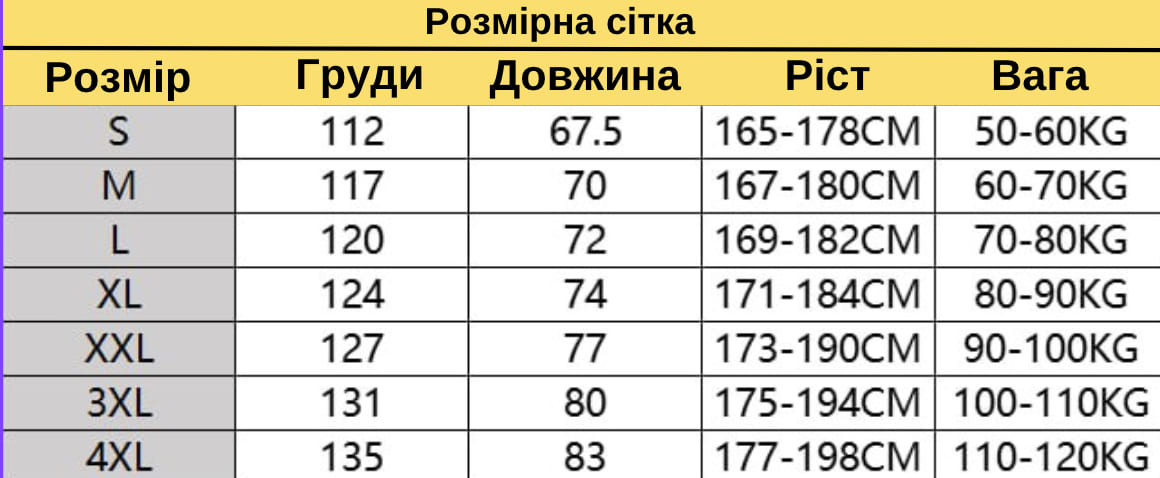 Розмірна сітка
Розмір Груди Довжина Ріст Вага
S 112 67.5 165-178CM 50-60KG
M 117 70 167-180CM 60-70KG
L 120 72 169-182CM 70-80KG
XL 124 74 171-184CM 80-90KG
XXL 127 77 173-190CM 90-100KG
3XL 131 80 175-194CM 100-110KG
4XL 135 83 177-198CM 110-120KG